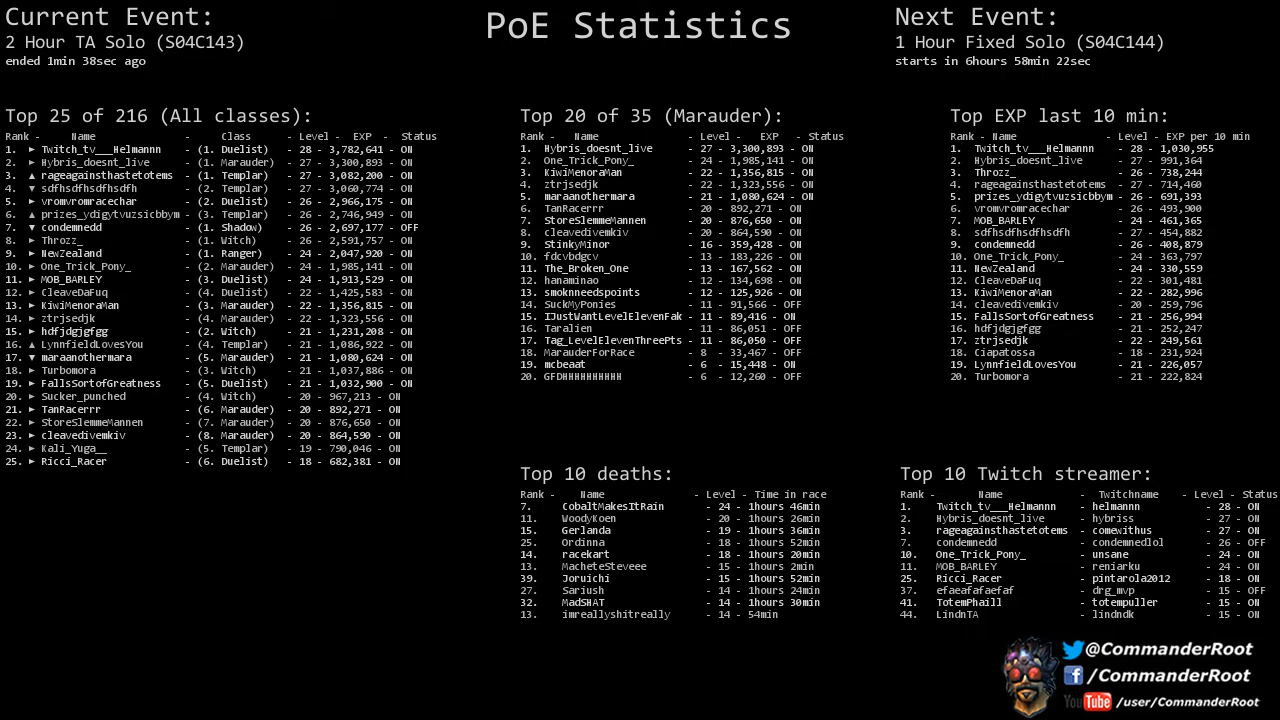 Current Event:
2 Hour TA Solo (S04C143)
ended 1min 38sec ago
PoE Statistics
Next Event:
1 Hour Fixed Solo (S04C144)
starts in 6hours 58min 22sec
Top 25 of 216 (All classes):
Rank - Name - Class - Level - EXP - Status
1. ► Twitch_tv___Helmannn - (1. Duelist) - 28 - 3,782,641 - ON
2. ► Hybris_doesnt_live - (1. Marauder) - 27 - 3,300,893 - ON
3. ▲ rageagainsthastetotems - (1. Templar) - 27 - 3,082,200 - ON
4. ▼ sdfhsdfhsdfhsdfh - (2. Templar) - 27 - 3,060,774 - ON
5. ► vromvromracechar - (2. Duelist) - 26 - 2,966,175 - ON
6. ▲ prizes_ydigytvuzsicbbym - (3. Templar) - 26 - 2,746,949 - ON
7. ▼ condemnedd - (1. Shadow) - 26 - 2,697,177 - OFF
8. ► Throzz_ - (1. Witch) - 26 - 2,591,757 - ON
9. ► NewZealand - (1. Ranger) - 24 - 2,047,920 - ON
10. ► One_Trick_Pony_ - (2. Marauder) - 24 - 1,985,141 - ON
11. ► MOB_BARLEY - (3. Duelist) - 24 - 1,913,529 - ON
12. ► CleaveDaFuq - (4. Duelist) - 22 - 1,425,583 - ON
13. ► KiwiMenoraMan - (3. Marauder) - 22 - 1,356,815 - ON
14. ► ztrjsedjk - (4. Marauder) - 22 - 1,323,556 - ON
15. ► hdfjdgjgfgg - (2. Witch) - 21 - 1,231,208 - ON
16. ▲ LynnfieldLovesYou - (4. Templar) - 21 - 1,086,922 - ON
17. ▼ maraanothermara - (5. Marauder) - 21 - 1,080,624 - ON
18. ► Turbomora - (3. Witch) - 21 - 1,037,886 - ON
19. ► FallsSortofGreatness - (5. Duelist) - 21 - 1,032,900 - ON
20. ► Sucker_punched - (4. Witch) - 20 - 967,213 - ON
21. ► TanRacerrr - (6. Marauder) - 20 - 892,271 - ON
22. ► StoreSlemmeMannen - (7. Marauder) - 20 - 876,650 - ON
23. ► cleavedivemkiv - (8. Marauder) - 20 - 864,590 - ON
24. ► Kali_Yuga__ - (5. Templar) - 19 - 790,046 - ON
25. ► Ricci_Racer - (6. Duelist) - 18 - 682,381 - ON
Top 20 of 35 (Marauder):
Rank - Name - Level - EXP - Status
1. Hybris_doesnt_live - 27 - 3,300,893 - ON
2. One_Trick_Pony_ - 24 - 1,985,141 - ON
3. KiwiMenoraMan - 22 - 1,356,815 - ON
4. ztrjsedjk - 22 - 1,323,556 - ON
5. maraanothermara - 21 - 1,080,624 - ON
6. TanRacerrr - 20 - 892,271 - ON
7. StoreSlemmeMannen - 20 - 876,650 - ON
8. cleavedivemkiv - 20 - 864,590 - ON
9. StinkyMinor - 16 - 359,428 - ON
10. fdcvbdgcv - 13 - 183,226 - ON
11. The_Broken_One - 13 - 167,562 - ON
12. hanaminao - 12 - 134,698 - ON
13. smoknneedspoints - 12 - 125,926 - ON
14. SuckMyPonies - 11 - 91,566 - OFF
15. IJustWantLevelElevenFak - 11 - 89,416 - ON
16. Taralien - 11 - 86,051 - OFF
17. Tag_LevelElevenThreePts - 11 - 86,050 - OFF
18. MarauderForRace - 8 - 33,467 - OFF
19. mcbeaat - 6 - 15,448 - ON
20. GFDHHHHHHHHHH - 6 - 12,260 - OFF
Top EXP last 10 min:
Rank - Name - Level - EXP per 10 min
1. Twitch_tv___Helmannn - 28 - 1,030,955
2. Hybris_doesnt_live - 27 - 991,364
3. Throzz_ - 26 - 738,244
4. rageagainsthastetotems - 27 - 714,460
5. prizes_ydigytvuzsicbbym - 26 - 691,393
6. vromvromracechar - 26 - 493,900
7. MOB_BARLEY - 24 - 461,365
8. sdfhsdfhsdfhsdfh - 27 - 454,882
9. condemnedd - 26 - 408,879
10. One_Trick_Pony_ - 24 - 363,797
11. NewZealand - 24 - 330,559
12. CleaveDaFuq - 22 - 301,481
13. KiwiMenoraMan - 22 - 282,996
14. cleavedivemkiv - 20 - 259,796
15. FallsSortofGreatness - 21 - 256,994
16. hdfjdgjgfgg - 21 - 252,247
17. ztrjsedjk - 22 - 249,561
18. Ciapatossa - 18 - 231,924
19. LynnfieldLovesYou - 21 - 226,057
20. Turbomora - 21 - 222,824
Top 10 deaths:
Rank - Name - Level - Time in race
7. CobaltMakesItRain - 24 - 1hours 46min
11. WoodyKoen - 20 - 1hours 26min
15. Gerlanda - 19 - 1hours 36min
25. Ordinna - 18 - 1hours 52min
14. racekart - 18 - 1hours 20min
13. MacheteSteveee - 15 - 1hours 2min
39. Joruichi - 15 - 1hours 52min
27. Sariush - 14 - 1hours 24min
32. MadSHAT - 14 - 1hours 30min
13. imreallyshitreally - 14 - 54min
Top 10 Twitch streamer:
Rank - Name - Twitchname - Level - Status
1. Twitch_tv___Helmannn - helmannn - 28 - ON
2. Hybris_doesnt_live - hybriss - 27 - ON
3. rageagainsthastetotems - comewithus - 27 - ON
7. condemnedd - condemnedlol - 26 - OFF
10. One_Trick_Pony_ - unsane - 24 - ON
11. MOB_BARLEY - reniarku - 24 - ON
25. Ricci_Racer - pintarola2012 - 18 - ON
37. efaeafafaefaf - drg_mvp - 15 - OFF
41. TotemPhaill - totempuller - 15 - ON
44. LindnTA - lindndk - 15 - ON
@CommanderRoot
/CommanderRoot
YouTube /user/CommanderRoot